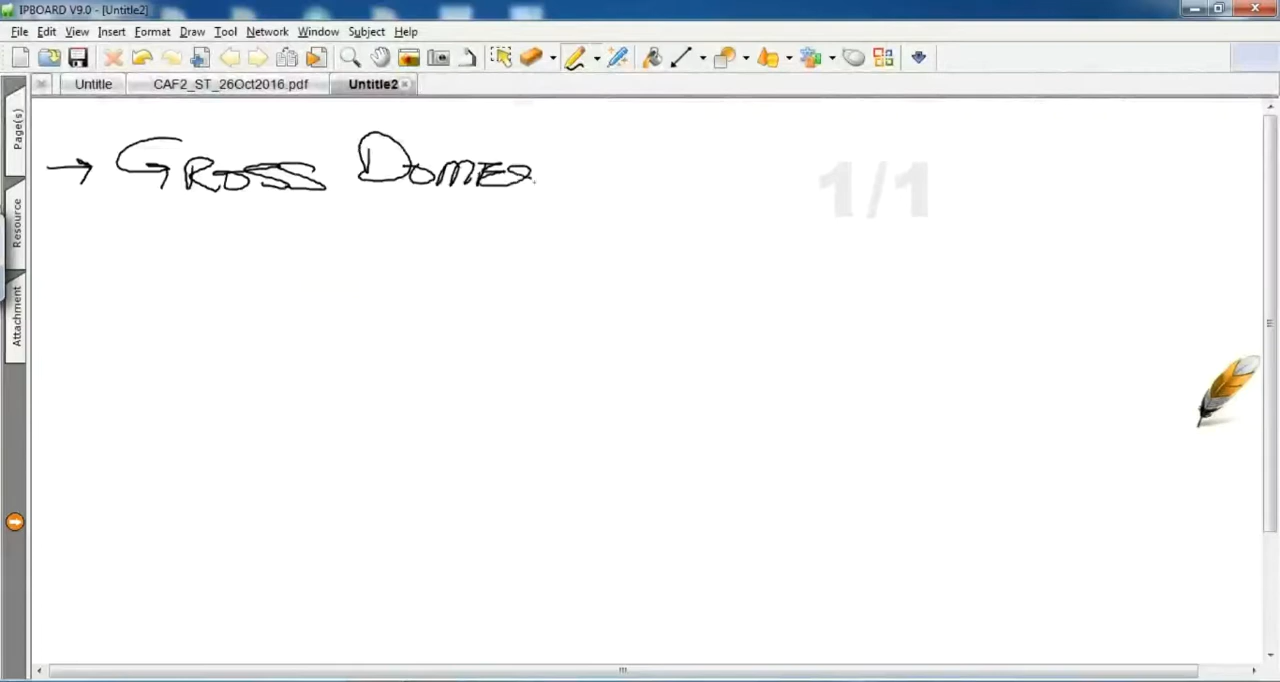 IPBOARD V9.0 - [Untitle2]
File Edit View Insert Format Draw Tool Network Window Subject Help
Untitle CAF2_ST_26Oct2016.pdf Untitle2
Page(s)
Resource
Attachment
→ GROSS DOMES
1/1